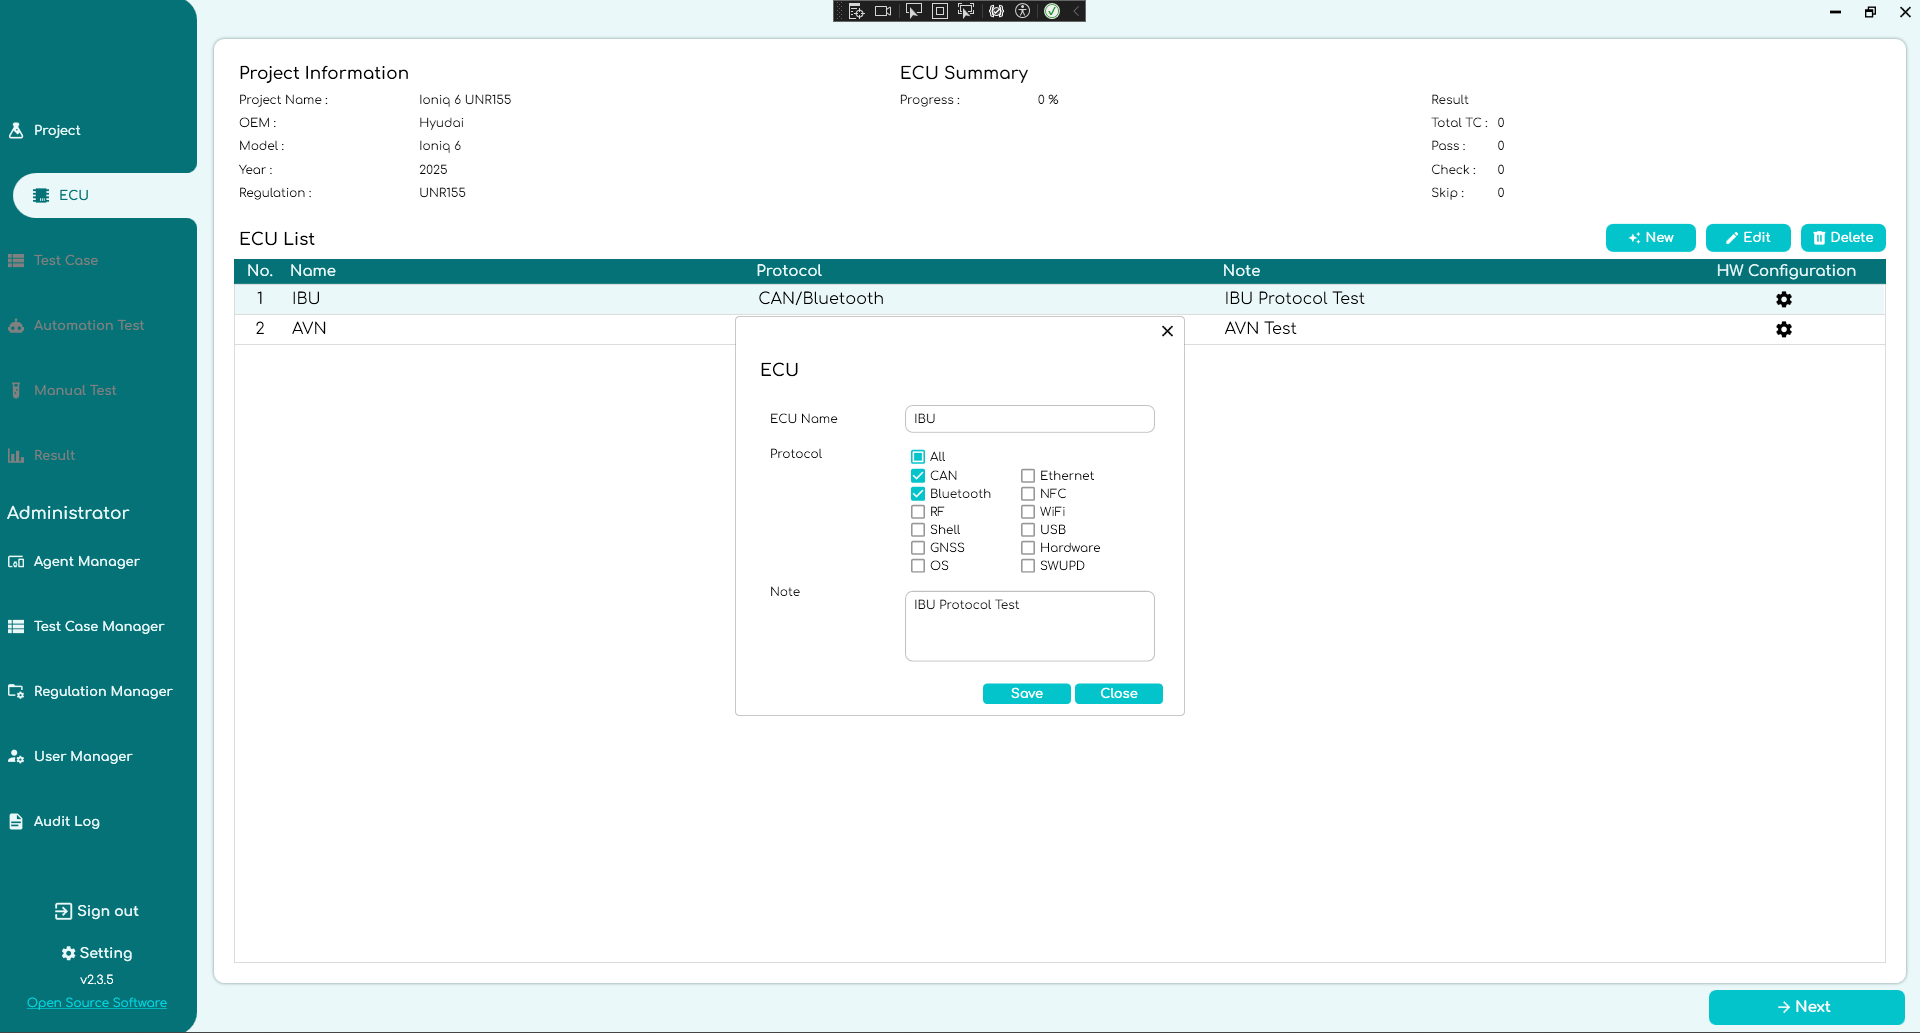 Project
ECU
Test Case
Automation Test
Manual Test
Result
Administrator
Agent Manager
Test Case Manager
Regulation Manager
User Manager
Audit Log
Sign out
Setting
v2.3.5
Open Source Software
Project Information
Project Name : Ioniq 6 UNR155
OEM : Hyudai
Model : Ioniq 6
Year : 2025
Regulation : UNR155
ECU Summary
Progress : 0 %
Result
Total TC : 0
Pass : 0
Check : 0
Skip : 0
ECU List
New Edit Delete
No. Name Protocol Note HW Configuration
1 IBU CAN/Bluetooth IBU Protocol Test
2 AVN AVN Test
ECU
ECU Name IBU
Protocol
All
CAN Ethernet
Bluetooth NFC
RF WiFi
Shell USB
GNSS Hardware
OS SWUPD
Note
IBU Protocol Test
Save Close
Next